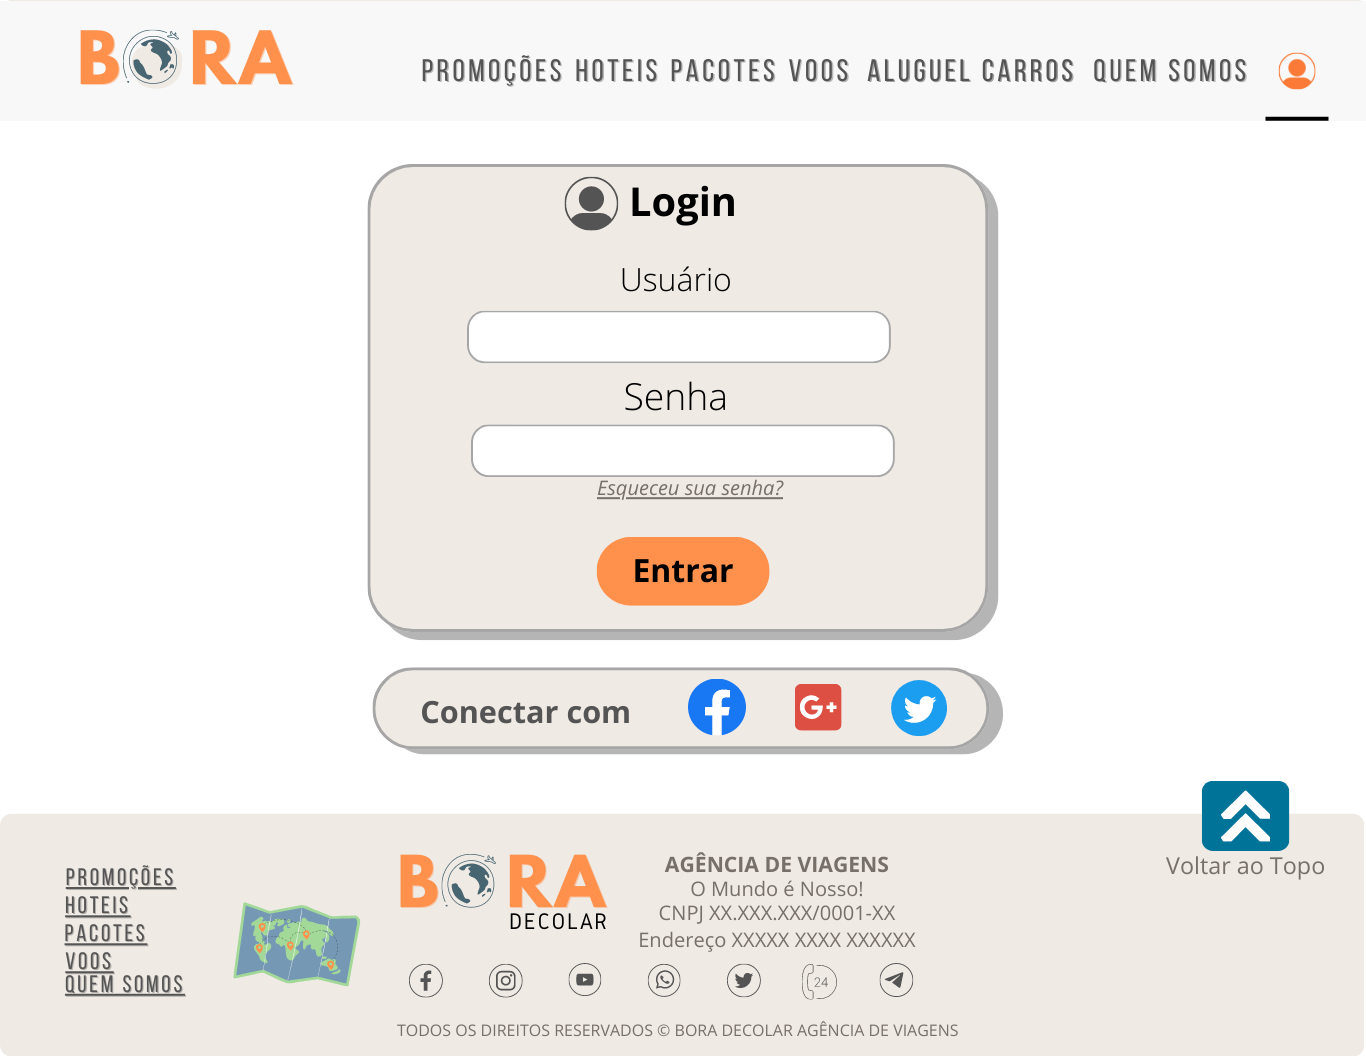 BORA
PROMOÇÕES HOTEIS PACOTES VOOS ALUGUEL CARROS QUEM SOMOS
Login
Usuário
Senha
Esqueceu sua senha?
Entrar
Conectar com
G+
Voltar ao Topo
PROMOÇÕES
HOTEIS
PACOTES
VOOS
QUEM SOMOS
BORA
DECOLAR
AGÊNCIA DE VIAGENS
O Mundo é Nosso!
CNPJ XX.XXX.XXX/0001-XX
Endereço XXXXX XXXX XXXXXX
24
TODOS OS DIREITOS RESERVADOS © BORA DECOLAR AGÊNCIA DE VIAGENS